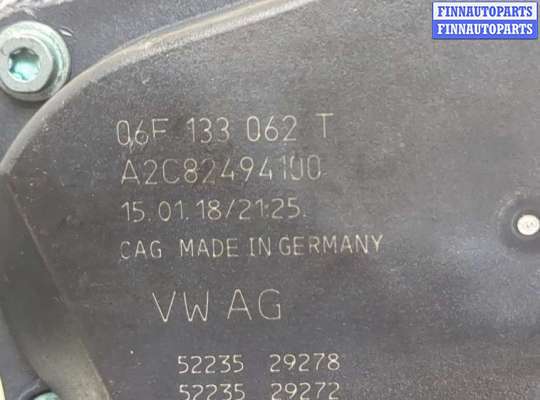 FINNAUTOPARTS
FINNAUTOPARTS
06F 133 062 T
A2C82494100
15.01.18/21:25
CAG MADE IN GERMANY
VW AG
52235 29278
52235 29272